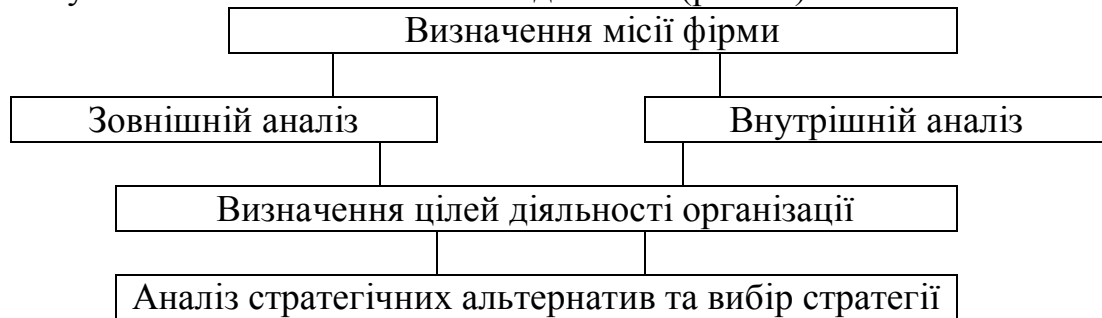 Визначення місії фірми
Зовнішній аналіз
Внутрішній аналіз
Визначення цілей діяльності організації
Аналіз стратегічних альтернатив та вибір стратегії